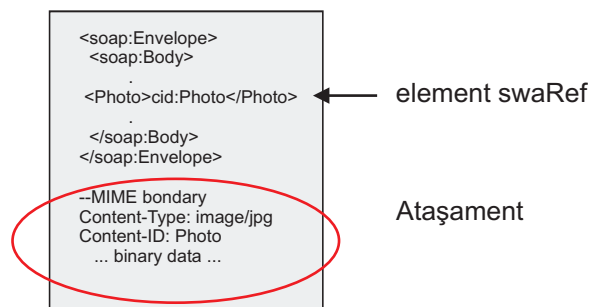 <soap:Envelope>
<soap:Body>
.
<Photo>cid:Photo</Photo>
element swaRef
.
</soap:Body>
</soap:Envelope>
--MIME bondary
Content-Type: image/jpg
Ataşament
Content-ID: Photo
... binary data ...